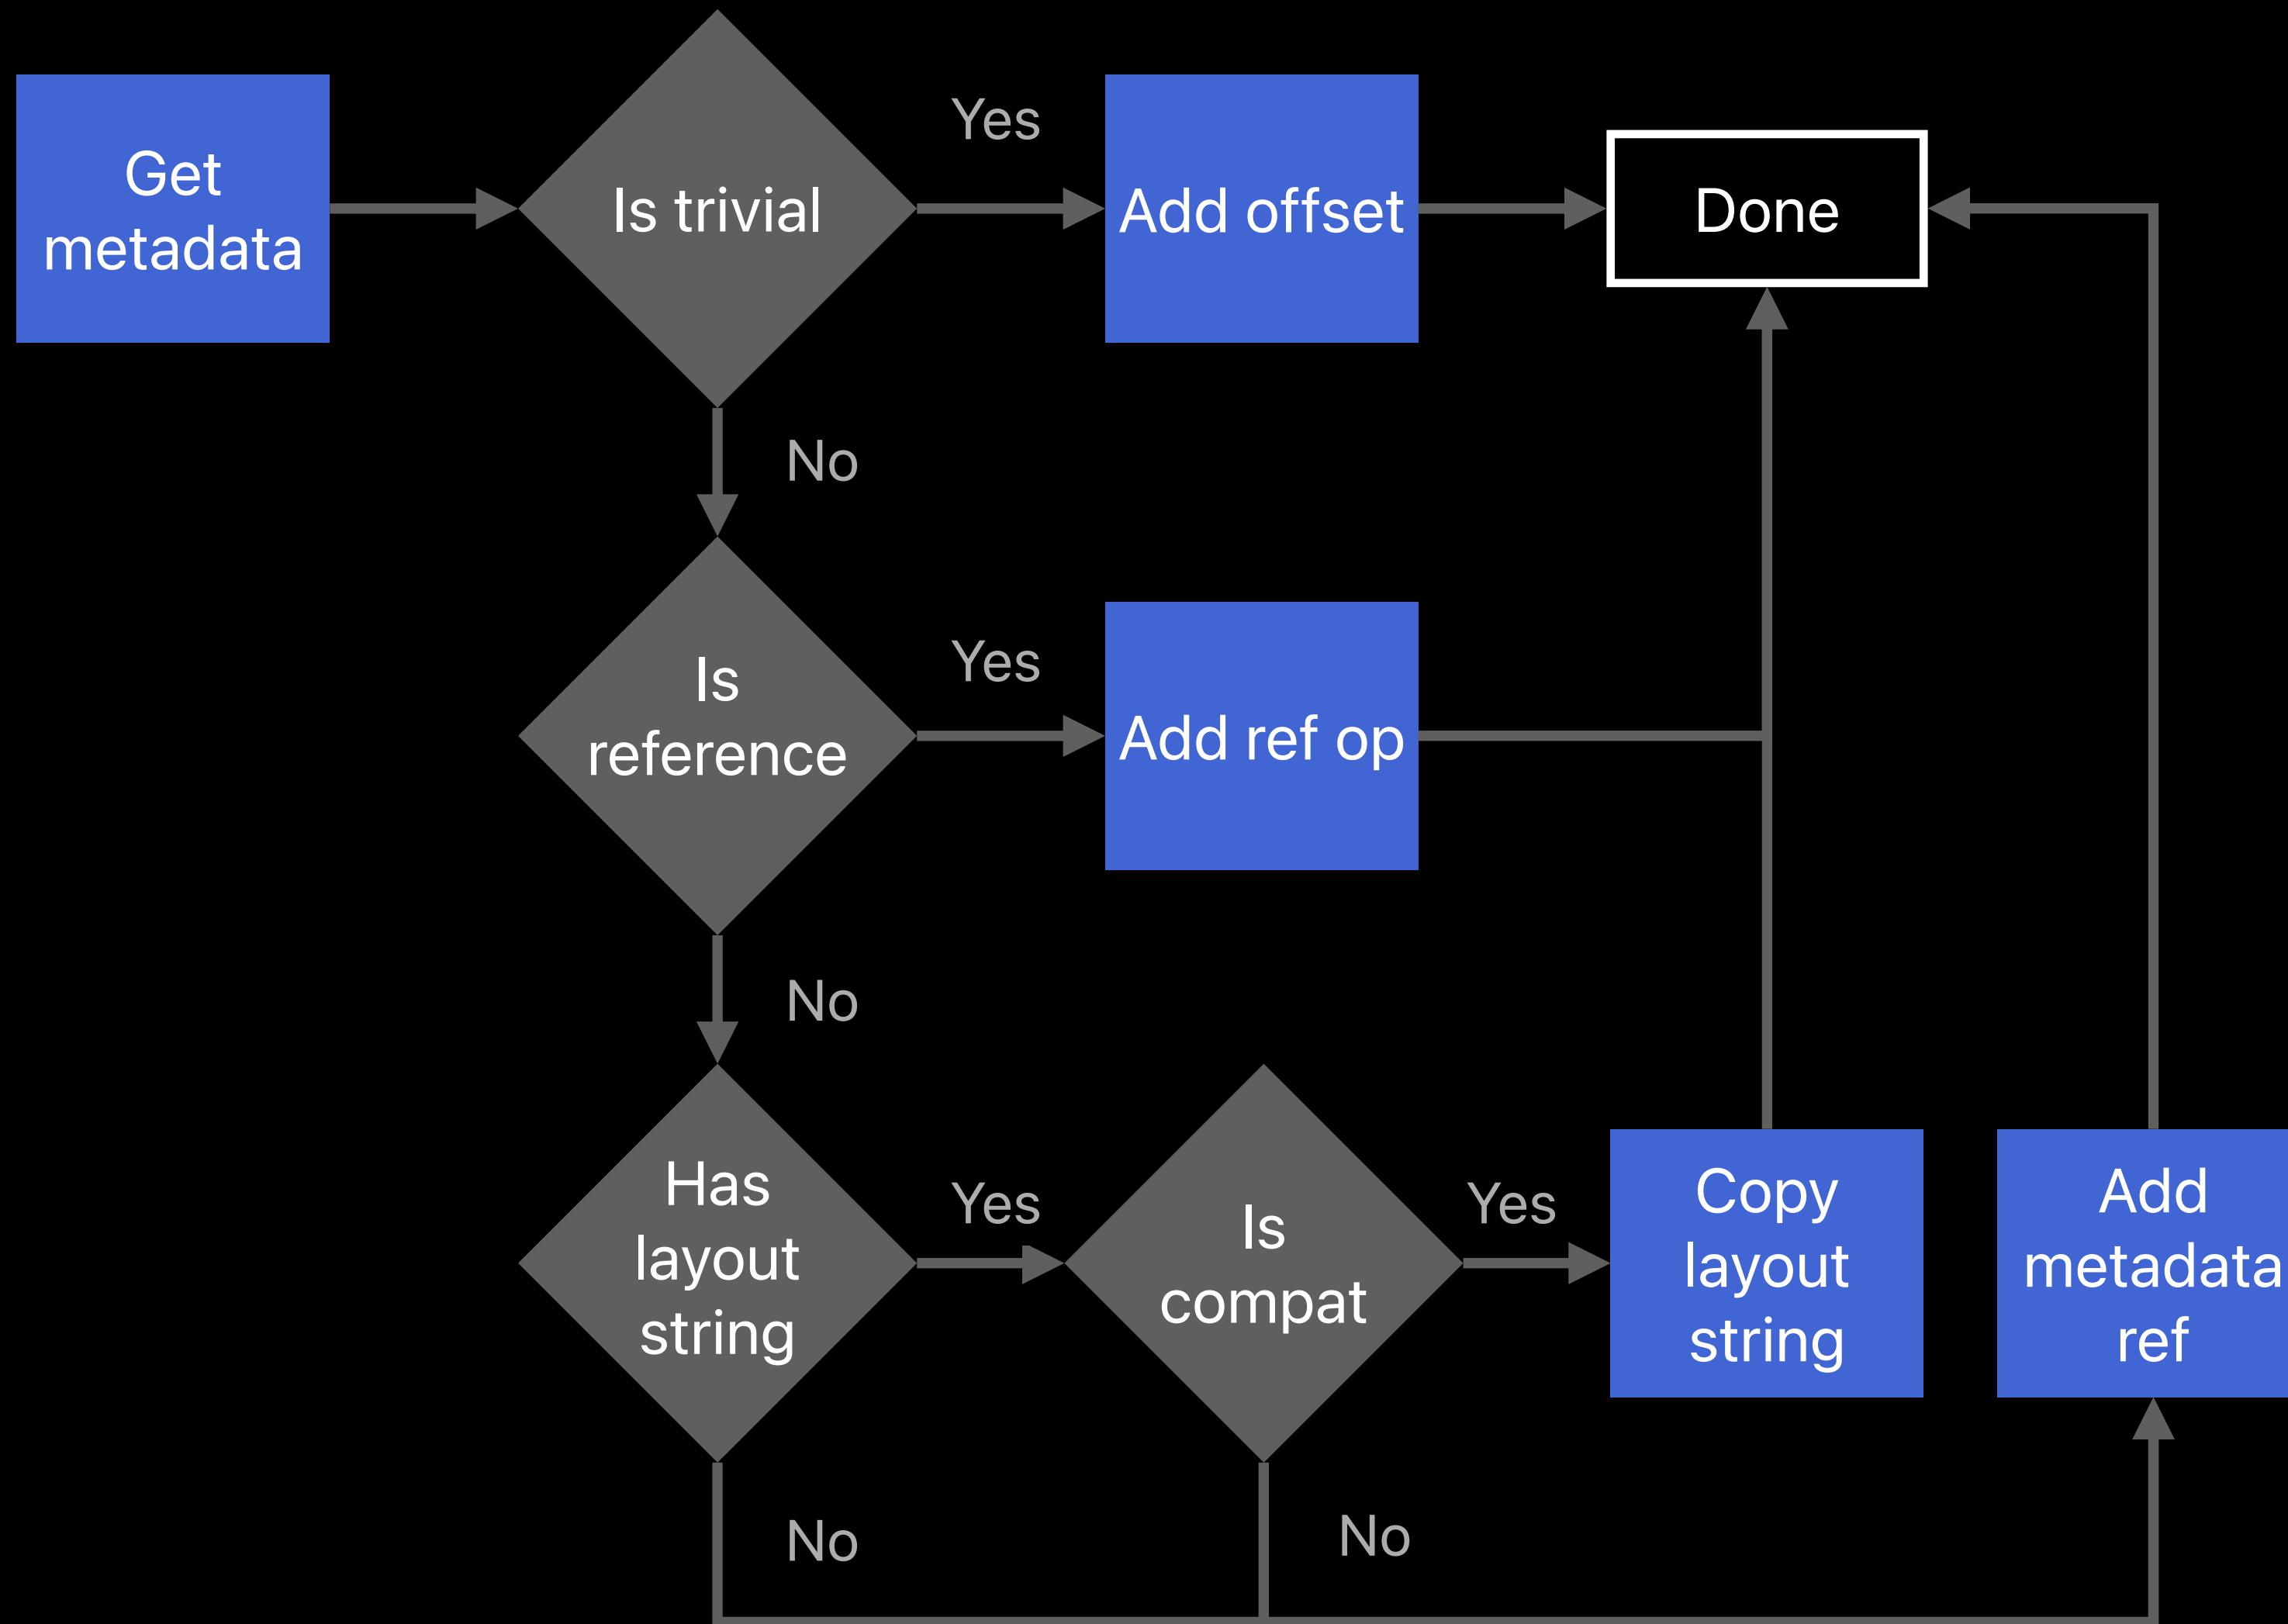 Get
metadata
Is trivial
Yes
Add offset
Done
No
Is
reference
Yes
Add ref op
No
Has
layout
string
Yes
Is
compat
Yes
Copy
layout
string
Add
metadata
ref
No
No